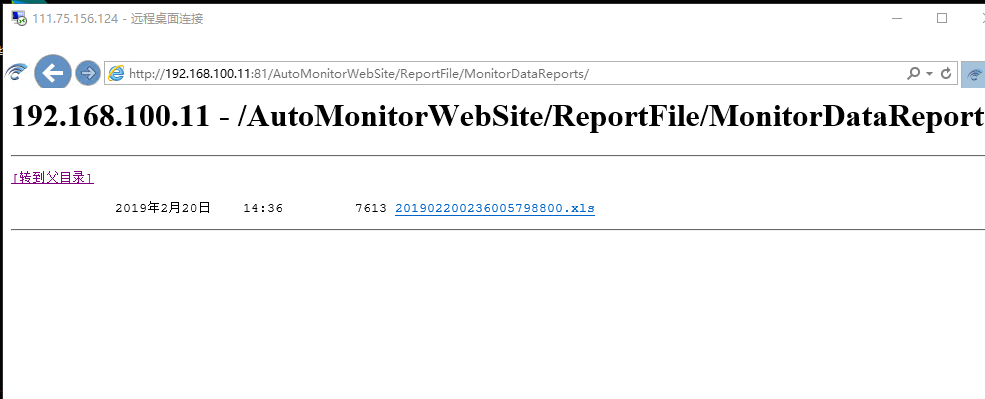 111.75.156.124 - 远程桌面连接
http://192.168.100.11:81/AutoMonitorWebSite/ReportFile/MonitorDataReports/
192.168.100.11 - /AutoMonitorWebSite/ReportFile/MonitorDataReport
[转到父目录]
2019年2月20日 14:36 7613 201902200236005798800.xls